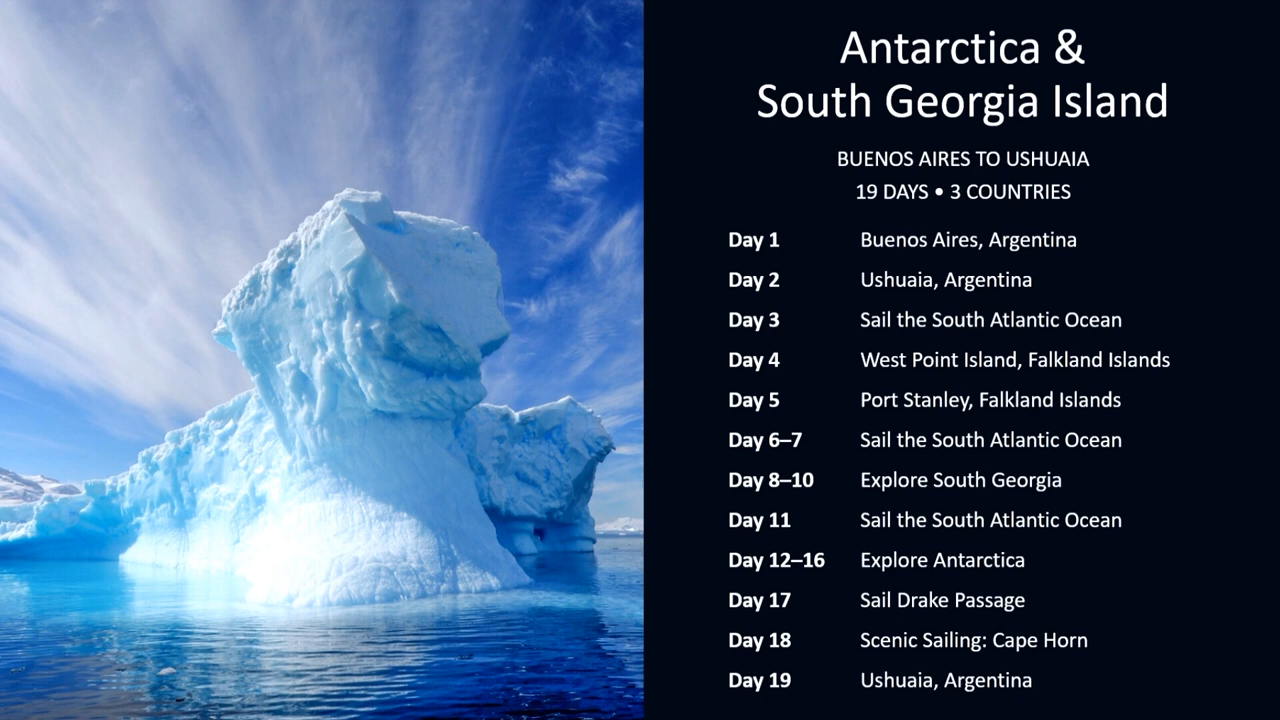 Antarctica &
South Georgia Island
BUENOS AIRES TO USHUAIA
19 DAYS • 3 COUNTRIES
Day 1 Buenos Aires, Argentina
Day 2 Ushuaia, Argentina
Day 3 Sail the South Atlantic Ocean
Day 4 West Point Island, Falkland Islands
Day 5 Port Stanley, Falkland Islands
Day 6–7 Sail the South Atlantic Ocean
Day 8–10 Explore South Georgia
Day 11 Sail the South Atlantic Ocean
Day 12–16 Explore Antarctica
Day 17 Sail Drake Passage
Day 18 Scenic Sailing: Cape Horn
Day 19 Ushuaia, Argentina